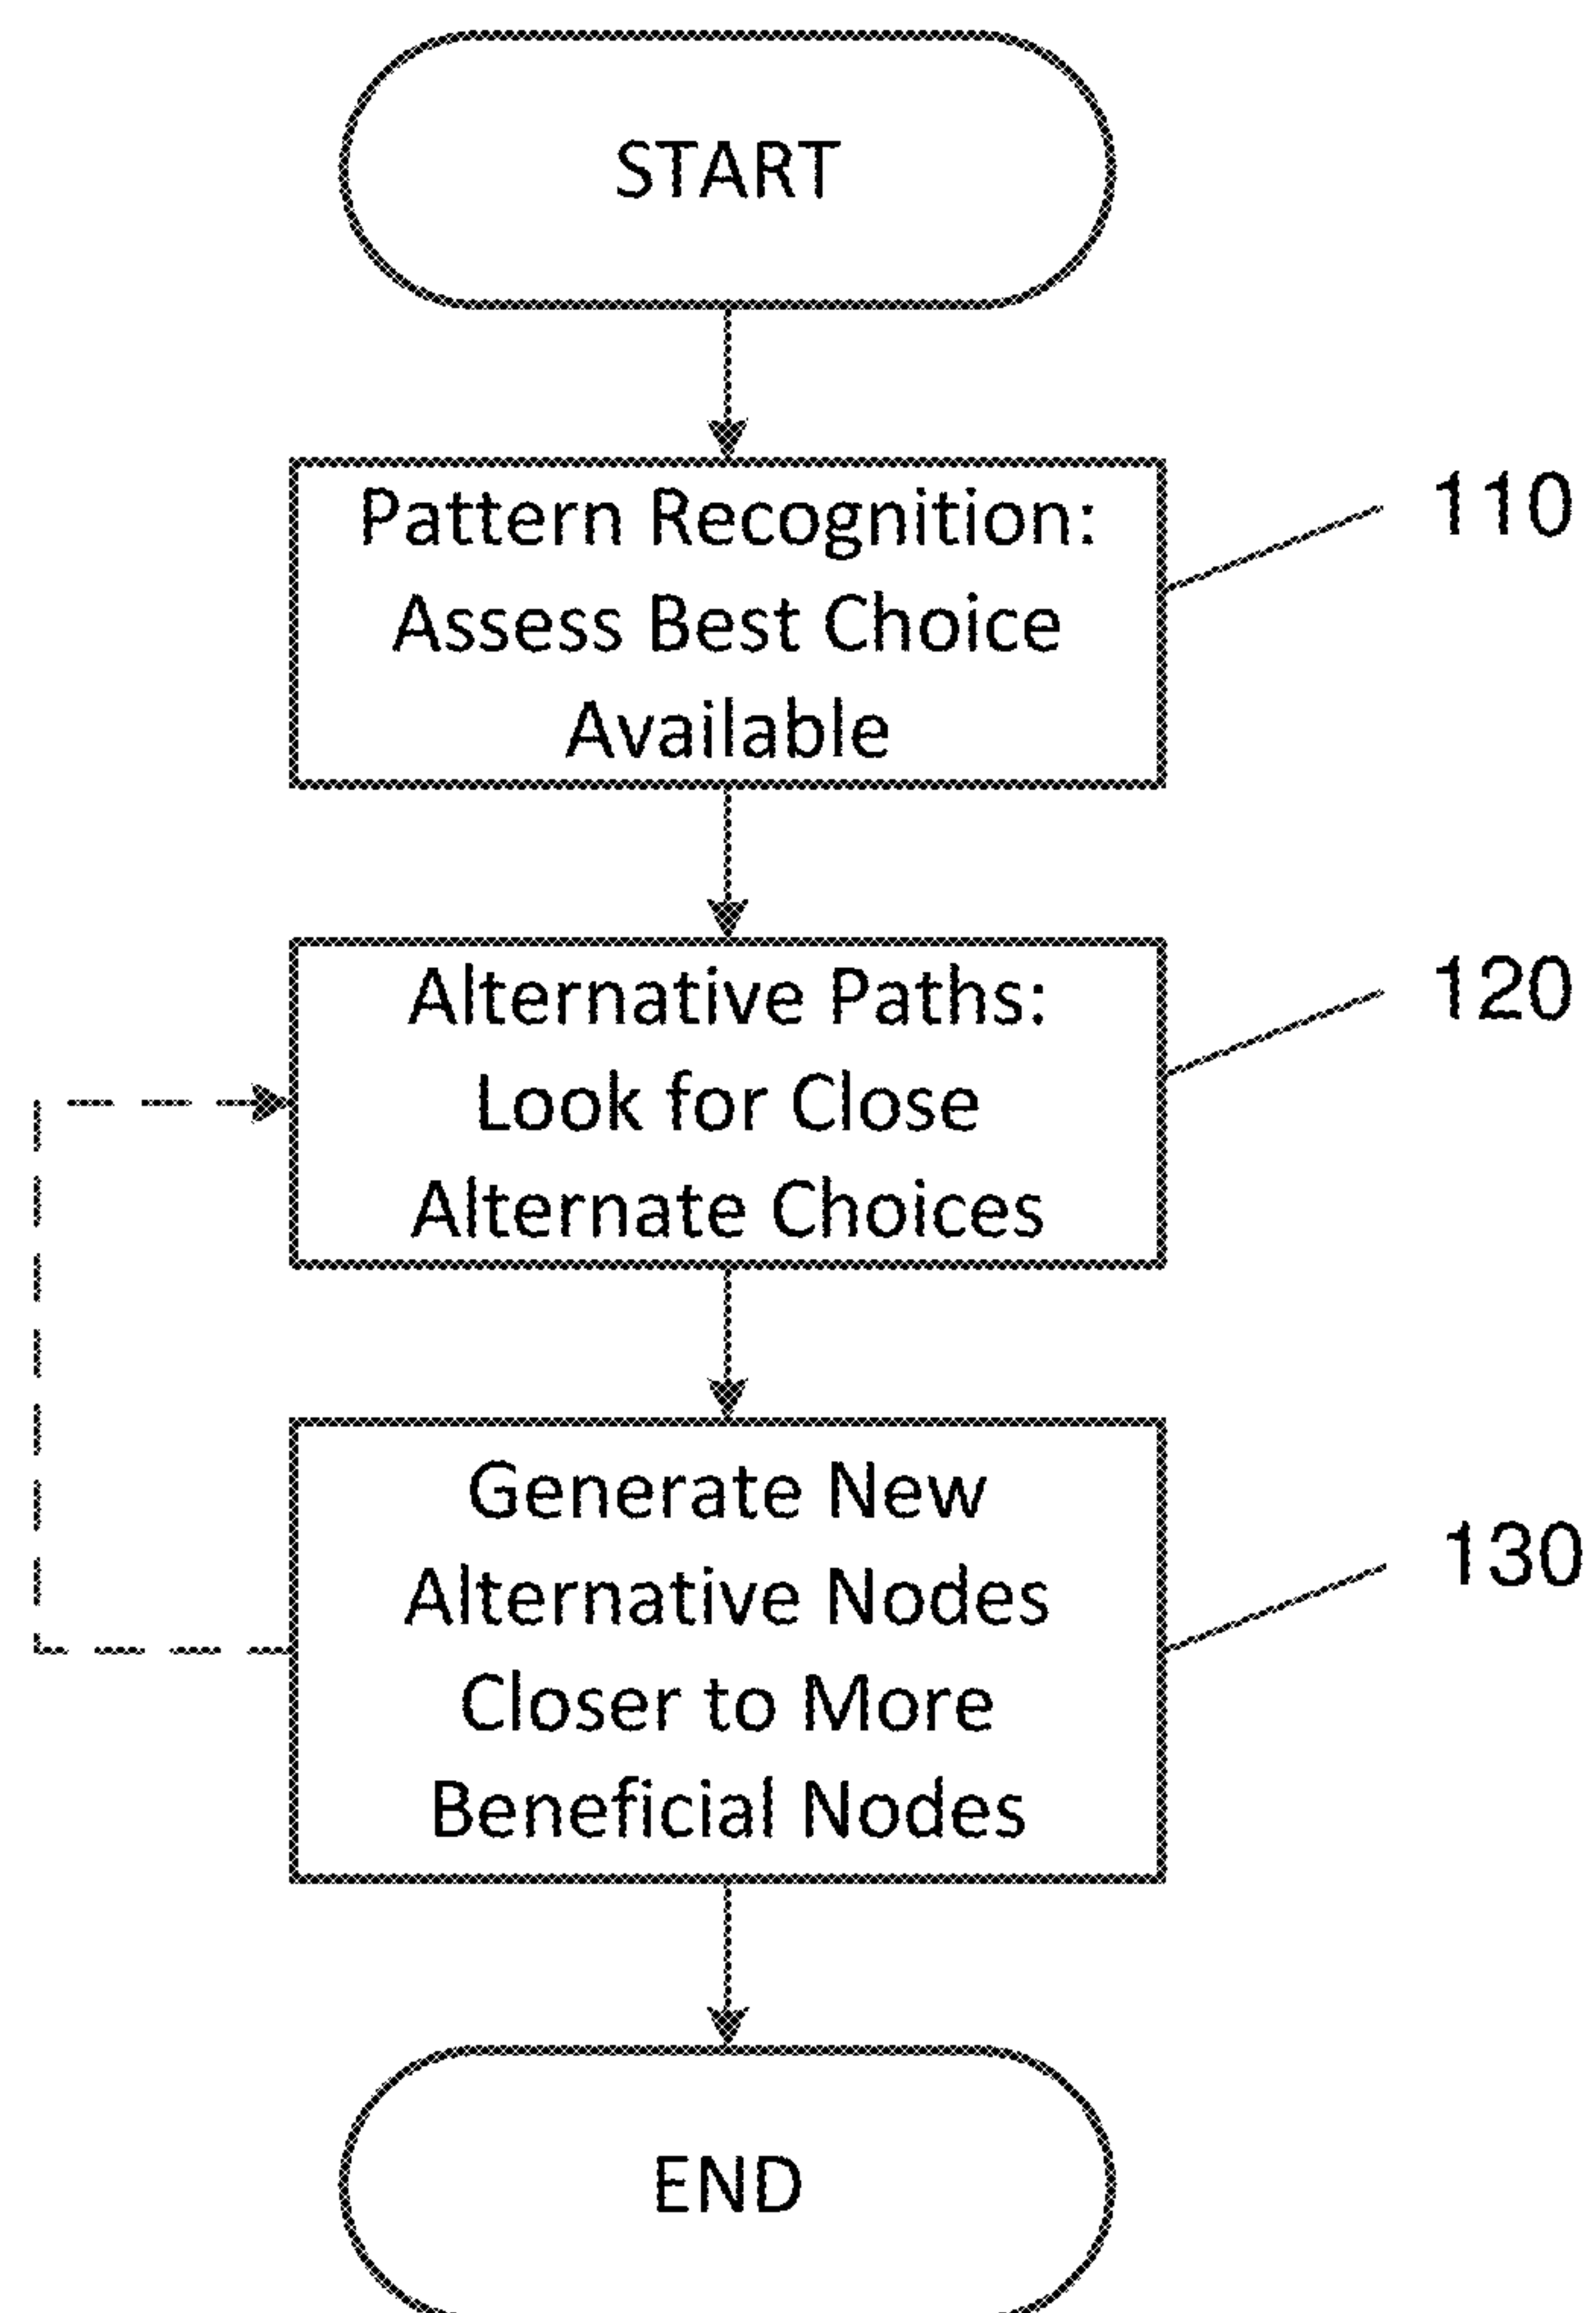 START
Pattern Recognition:
Assess Best Choice
Available
110
Alternative Paths:
Look for Close
Alternate Choices
120
Generate New
Alternative Nodes
Closer to More
Beneficial Nodes
130
END